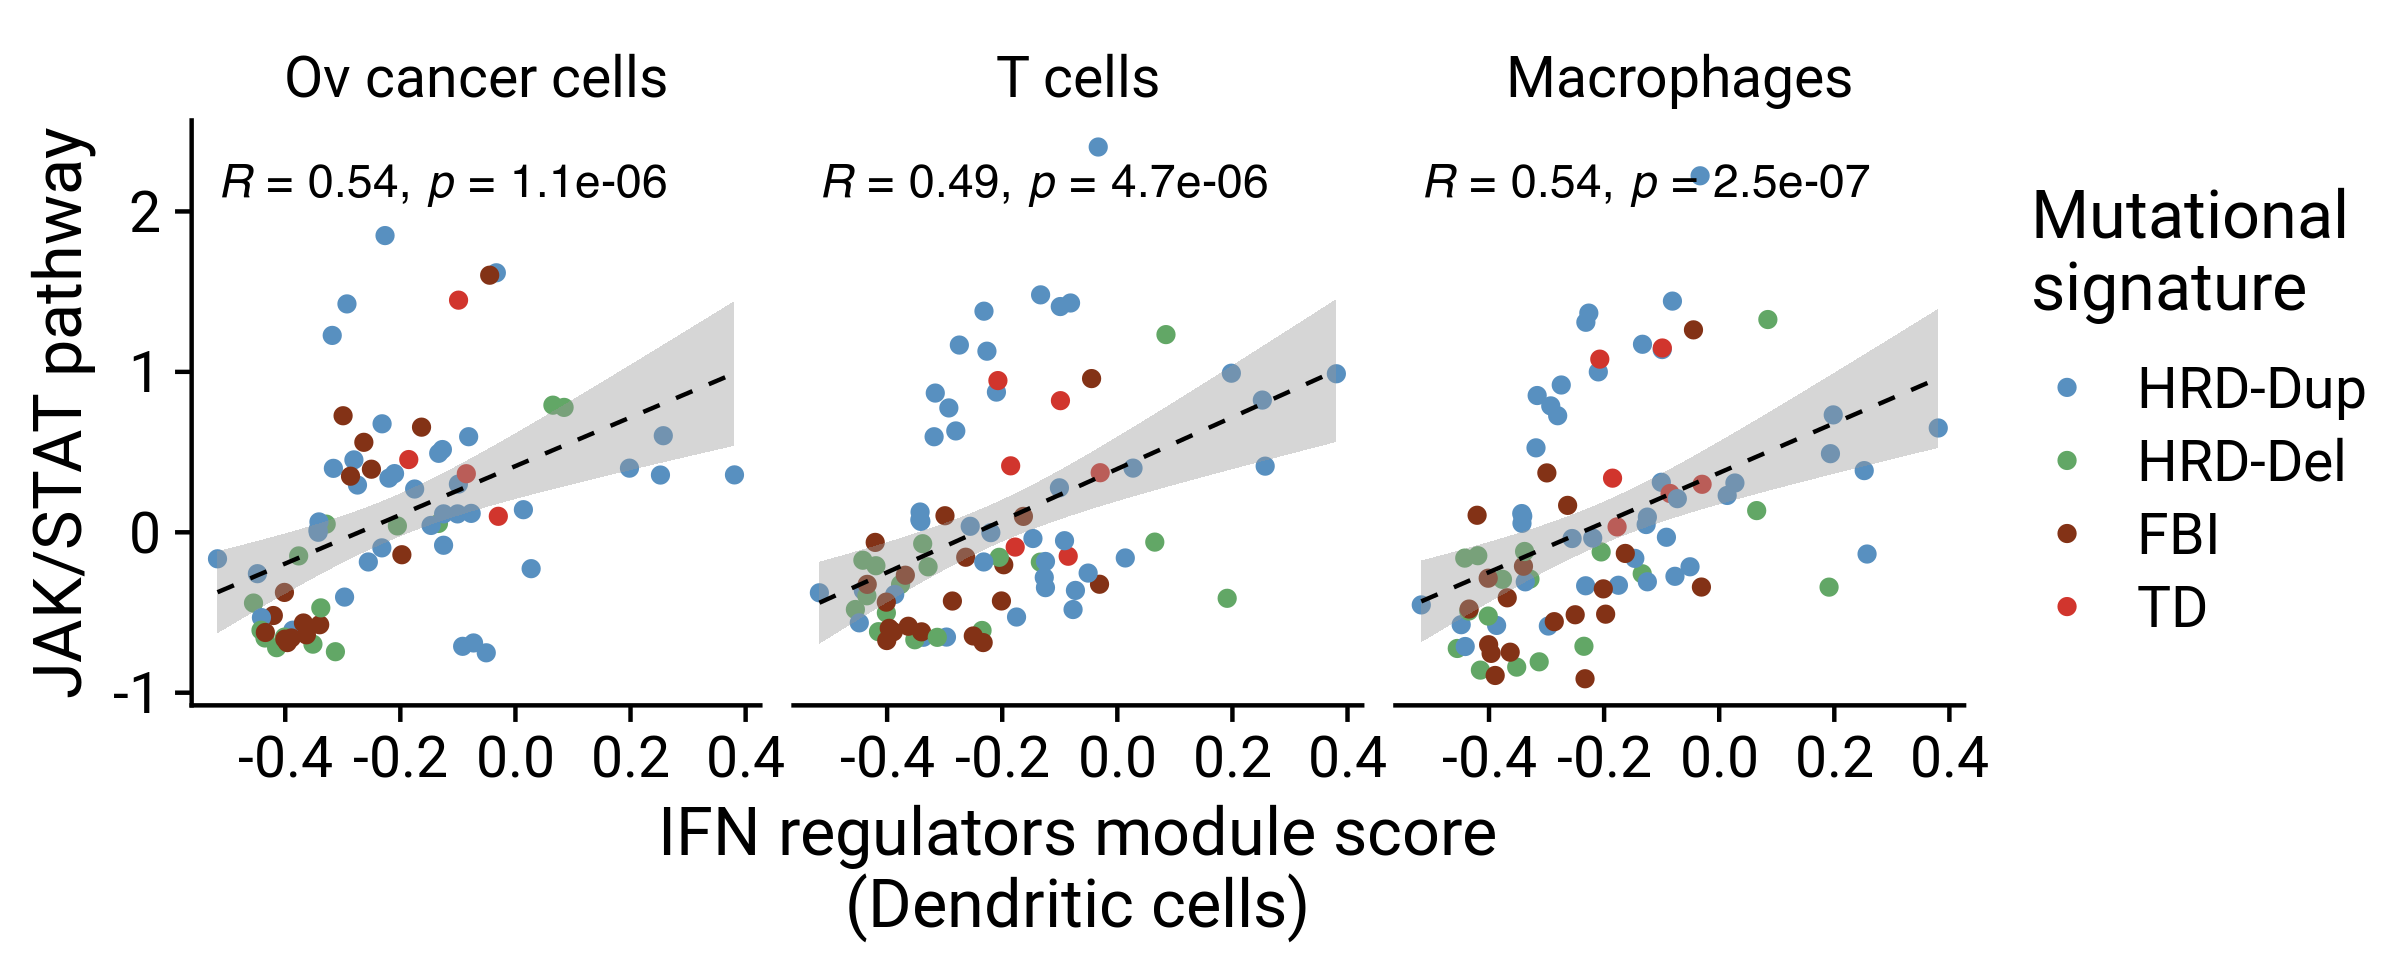 Ov cancer cells
T cells
Macrophages
R = 0.54, p = 1.1e-06
R = 0.49, p = 4.7e-06
R = 0.54, p = 2.5e-07
JAK/STAT pathway
2
1
0
-1
-0.4 -0.2 0.0 0.2 0.4
-0.4 -0.2 0.0 0.2 0.4
-0.4 -0.2 0.0 0.2 0.4
IFN regulators module score
(Dendritic cells)
Mutational
signature
HRD-Dup
HRD-Del
FBI
TD